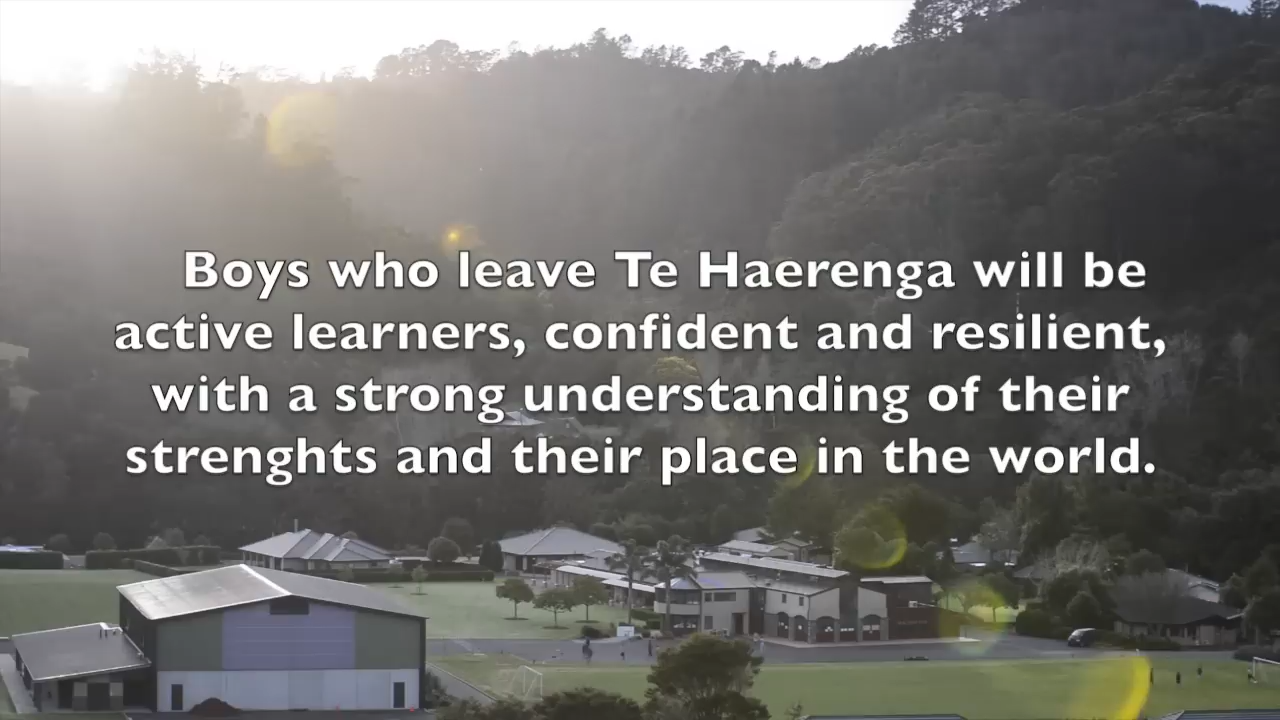 Boys who leave Te Haerenga will be
active learners, confident and resilient,
with a strong understanding of their
strenghts and their place in the world.